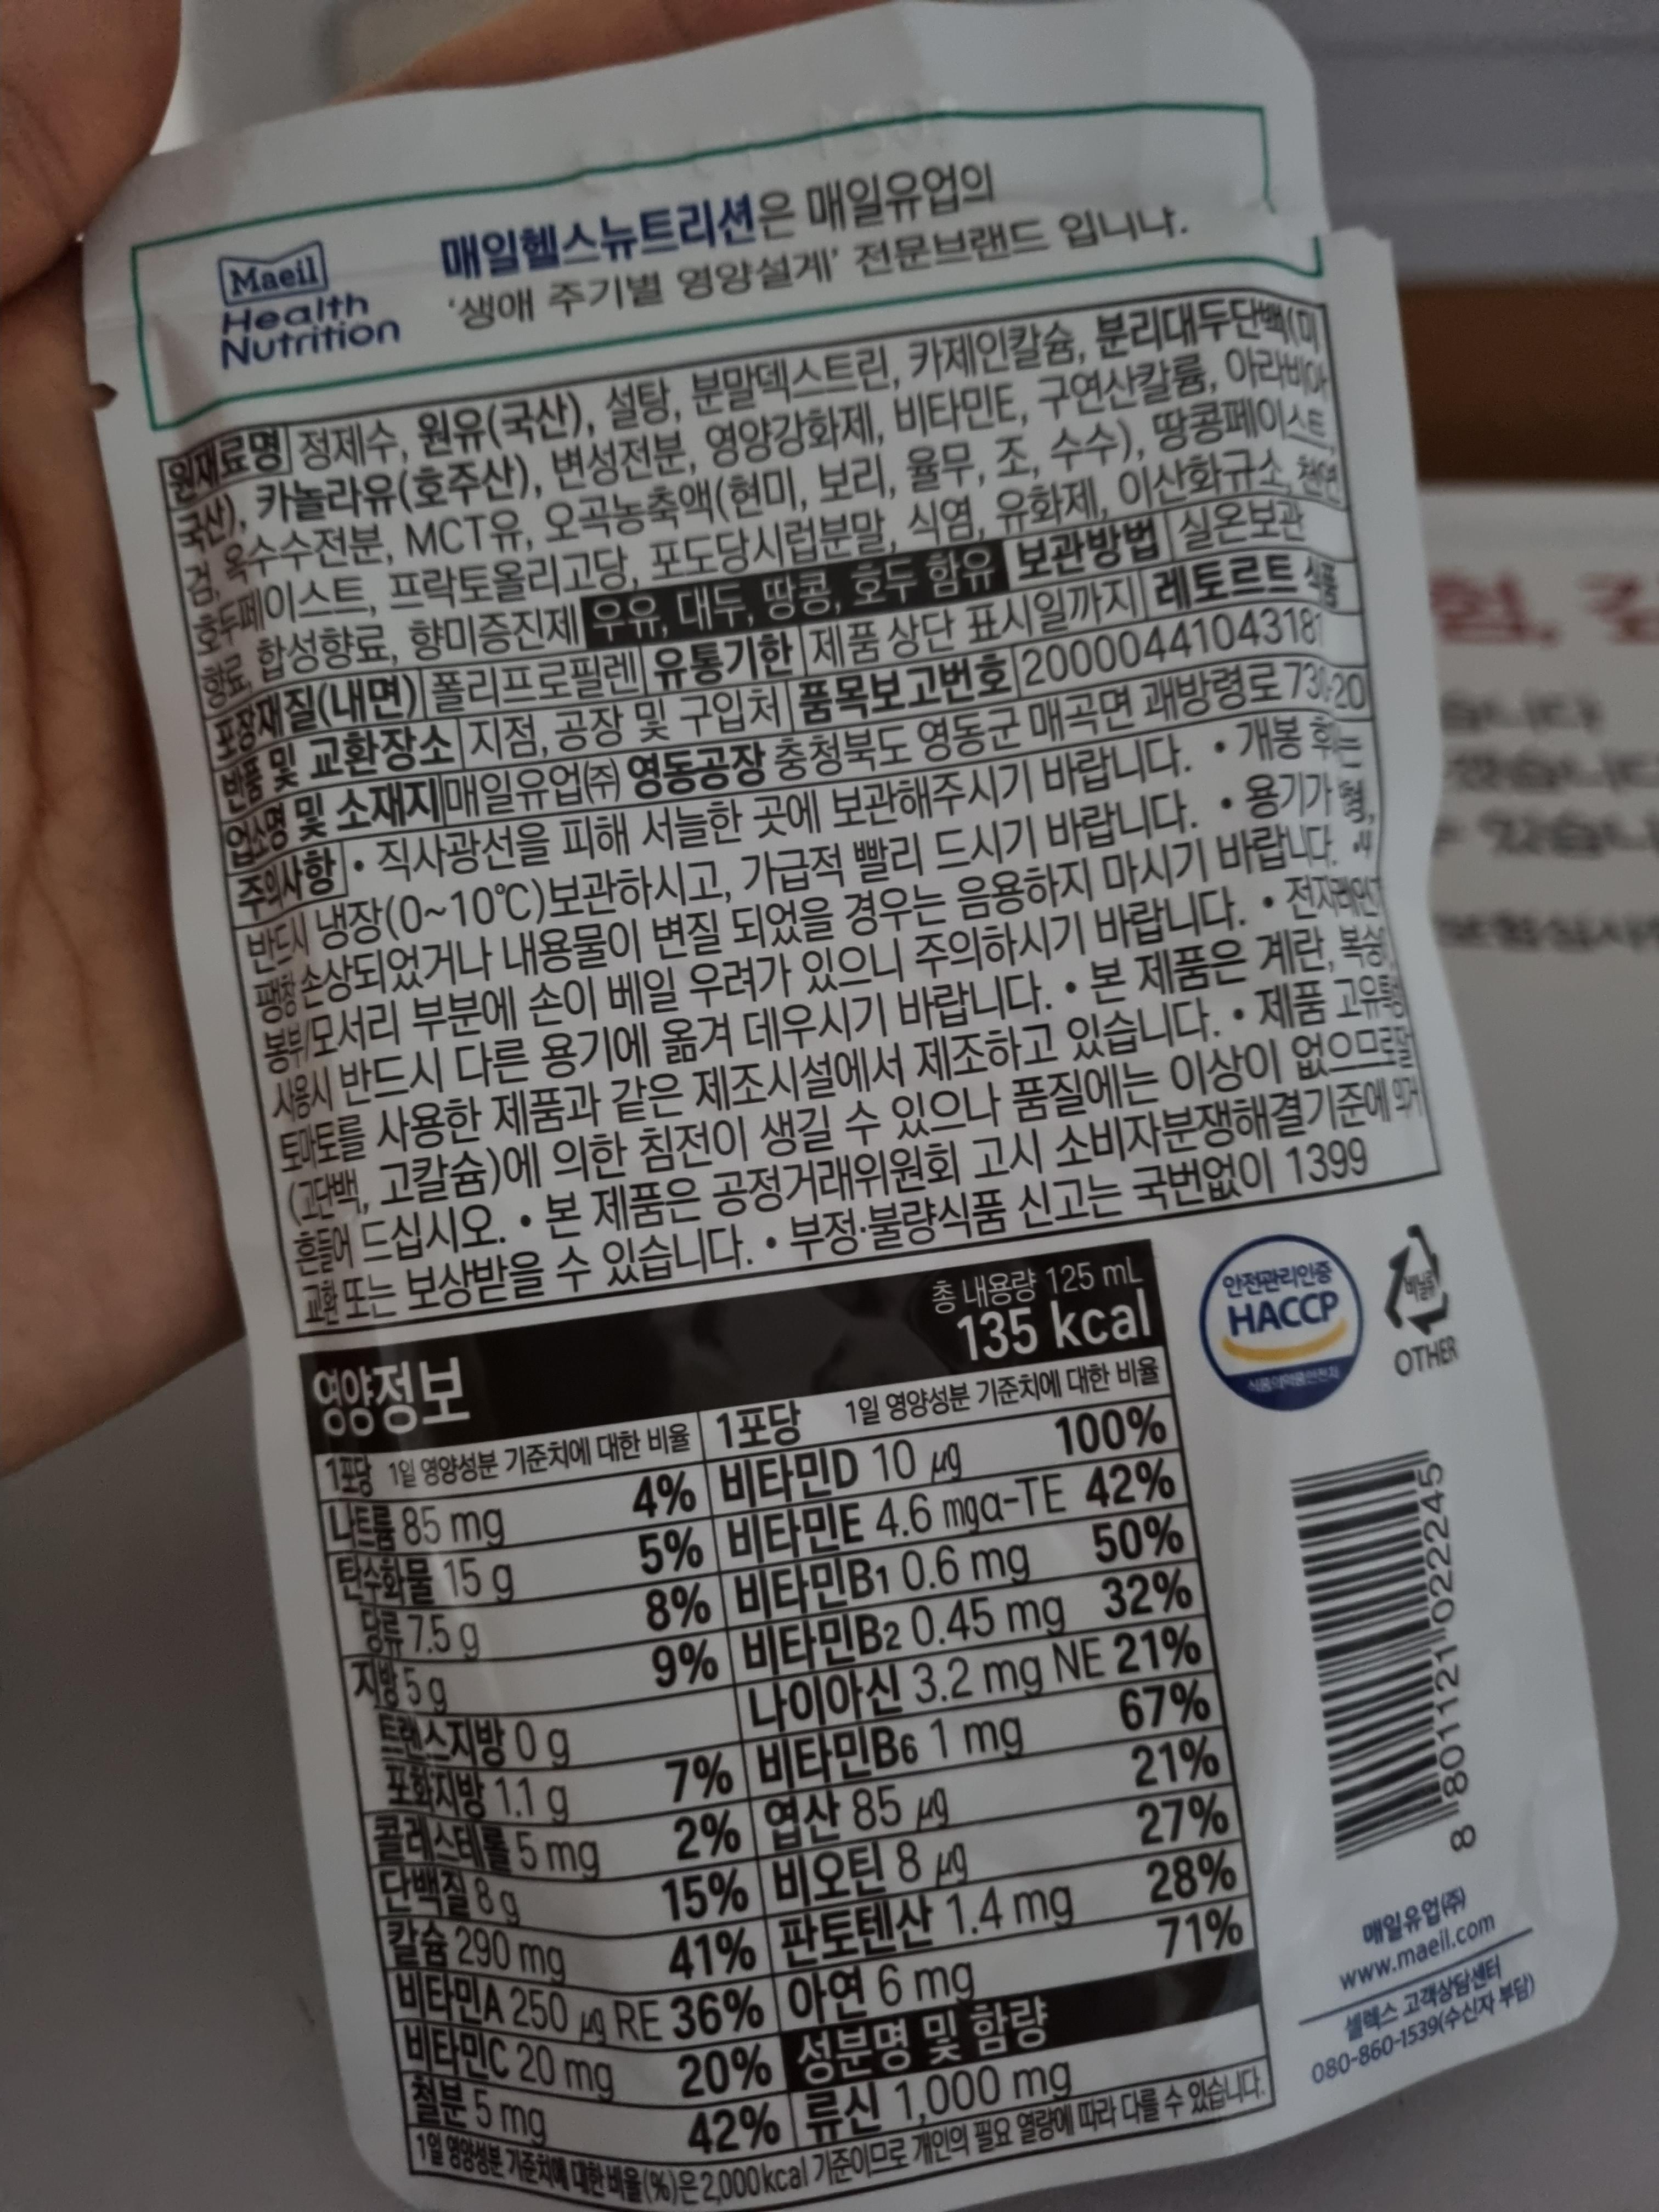 Maeil
Health
Nutrition
매일헬스뉴트리션은 매일유업의
'생애 주기별 영양설계' 전문브랜드 입니다.
원재료명 정제수, 원유(국산), 설탕, 분말덱스트린, 카제인칼슘, 분리대두단백(미
국산), 카놀라유(호주산), 변성전분, 영양강화제, 비타민E, 구연산칼륨, 아라비아
검, 옥수수전분, MCT유, 오곡농축액(현미, 보리, 율무, 조, 수수), 땅콩페이스트,
호두페이스트, 프락토올리고당, 포도당시럽분말, 식염, 유화제, 이산화규소, 천연
향료, 합성향료, 향미증진제 우유, 대두, 땅콩, 호두 함유 보관방법 실온보관
포장재질(내면) 폴리프로필렌 유통기한 제품 상단 표시일까지 레토르트 식품
반품 및 교환장소 지점, 공장 및 구입처 품목보고번호 20000441043181
업소명 및 소재지 매일유업(주) 영동공장 충청북도 영동군 매곡면 괘방령로 730-20
주의사항 • 직사광선을 피해 서늘한 곳에 보관해주시기 바랍니다. • 개봉 후는
반드시 냉장(0~10℃)보관하시고, 가급적 빨리 드시기 바랍니다. • 용기가
팽창, 손상되었거나 내용물이 변질 되었을 경우는 음용하지 마시기 바랍니다. •
봉부/모서리 부분에 손이 베일 우려가 있으니 주의하시기 바랍니다. • 전자레인지
사용시 반드시 다른 용기에 옮겨 데우시기 바랍니다. • 본 제품은 계란, 복숭아,
토마토를 사용한 제품과 같은 제조시설에서 제조하고 있습니다. • 제품 고유특성
(고단백, 고칼슘)에 의한 침전이 생길 수 있으나 품질에는 이상이 없으므로 잘
흔들어 드십시오. • 본 제품은 공정거래위원회 고시 소비자분쟁해결기준에 의거
교환 또는 보상받을 수 있습니다. • 부정·불량식품 신고는 국번없이 1399
영양정보
총 내용량 125 mL
135 kcal
1포당 1일 영양성분 기준치에 대한 비율
나트륨 85 mg 4%
탄수화물 15 g 5%
당류 7.5 g 8%
지방 5 g 9%
트랜스지방 0 g
포화지방 1.1 g 7%
콜레스테롤 5 mg 2%
단백질 8 g 15%
칼슘 290 mg 41%
비타민A 250 μg RE 36%
비타민C 20 mg 20%
철분 5 mg 42%
1포당 1일 영양성분 기준치에 대한 비율
비타민D 10 μg 100%
비타민E 4.6 mgα-TE 42%
비타민B1 0.6 mg 50%
비타민B2 0.45 mg 32%
나이아신 3.2 mg NE 21%
비타민B6 1 mg 67%
엽산 85 μg 21%
비오틴 8 μg 27%
판토텐산 1.4 mg 28%
아연 6 mg 71%
성분명 및 함량
류신 1,000 mg
1일 영양성분 기준치에 대한 비율(%)은 2,000kcal 기준이므로 개인의 필요 열량에 따라 다를 수 있습니다.
안전관리인증
HACCP
식품의약품안전처
비닐류
OTHER
8 801121 022245
매일유업(주)
www.maeil.com
셀렉스 고객상담센터
080-860-1539(수신자 부담)